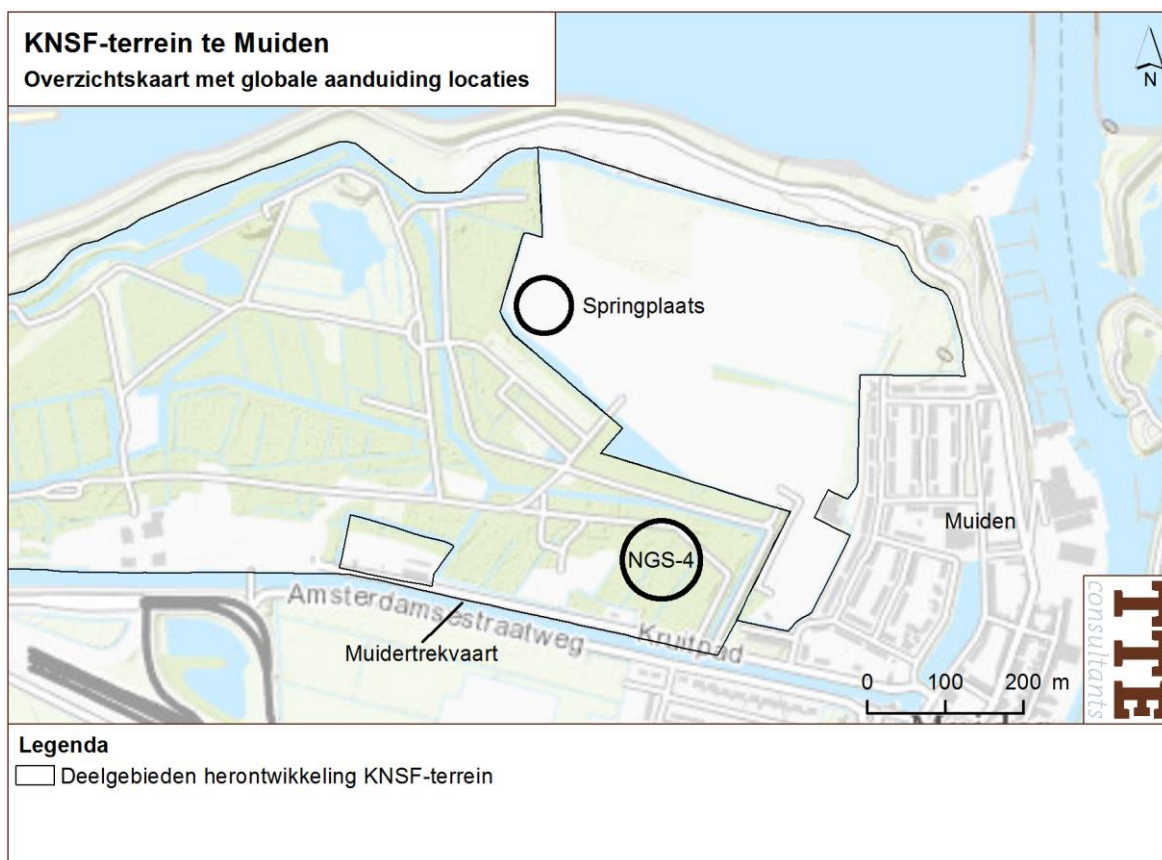 KNSF-terrein te Muiden
Overzichtskaart met globale aanduiding locaties
N
Springplaats
Muiden
NGS-4
Amsterdamsestraatweg
Kruitpad
Muidertrekvaart
0 100 200 m
TTE
consultants
Legenda
Deelgebieden herontwikkeling KNSF-terrein